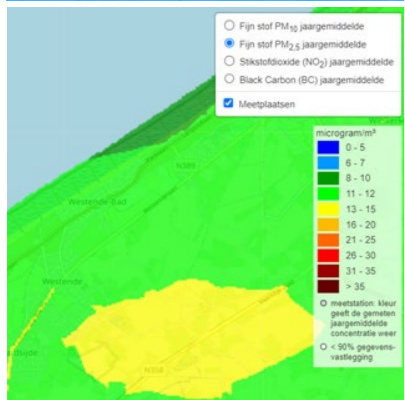 Fijn stof PM10 jaargemiddelde
Fijn stof PM2.5 jaargemiddelde
Stikstofdioxide (NO2) jaargemiddelde
Black Carbon (BC) jaargemiddelde
Meetplaatsen
N389
Westende-Bad
Westende
N358
microgram/m³
0 - 5
6 - 7
8 - 10
11 - 12
13 - 15
16 - 20
21 - 25
26 - 30
31 - 35
> 35
meetstation: kleur
geeft de gemeten
jaargemiddelde
concentratie weer
< 90% gegevens-
vastlegging